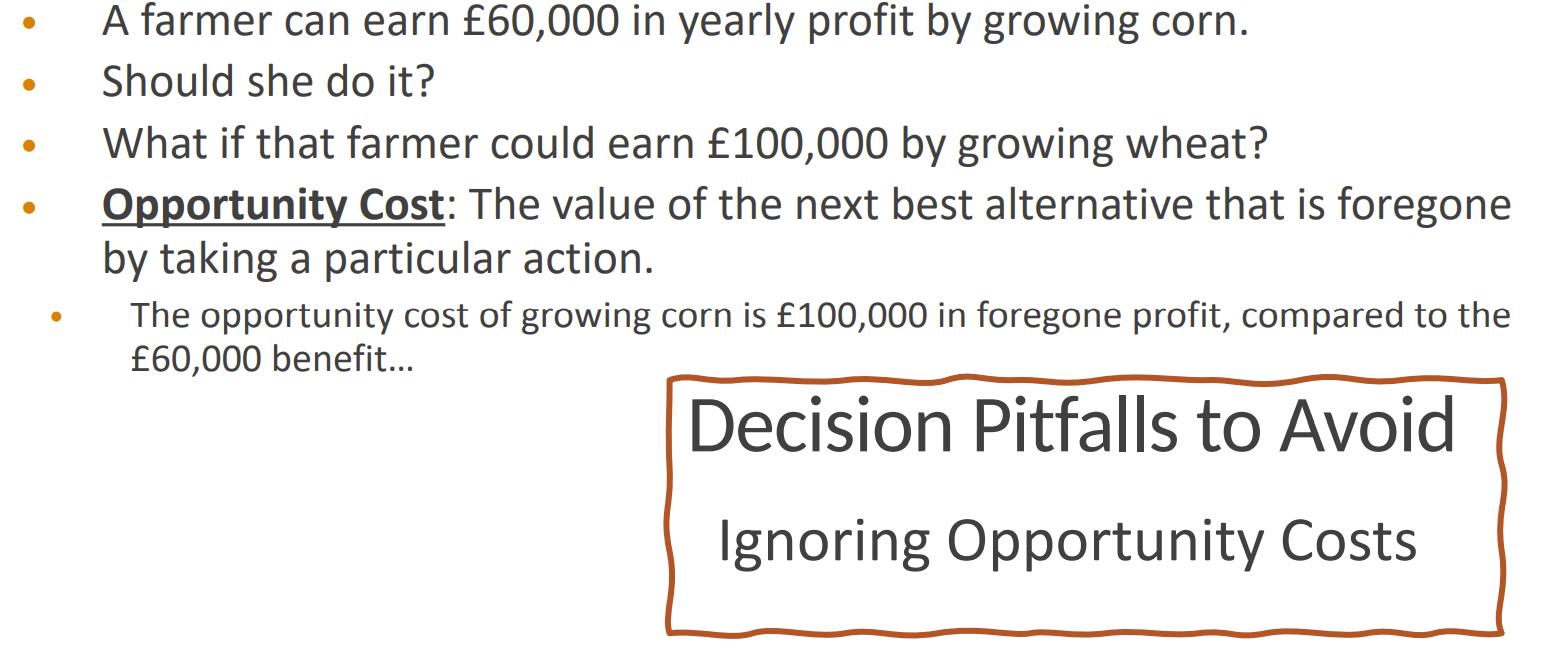 • A farmer can earn £60,000 in yearly profit by growing corn.
• Should she do it?
• What if that farmer could earn £100,000 by growing wheat?
• Opportunity Cost: The value of the next best alternative that is foregone
by taking a particular action.
• The opportunity cost of growing corn is £100,000 in foregone profit, compared to the
£60,000 benefit…
Decision Pitfalls to Avoid
Ignoring Opportunity Costs